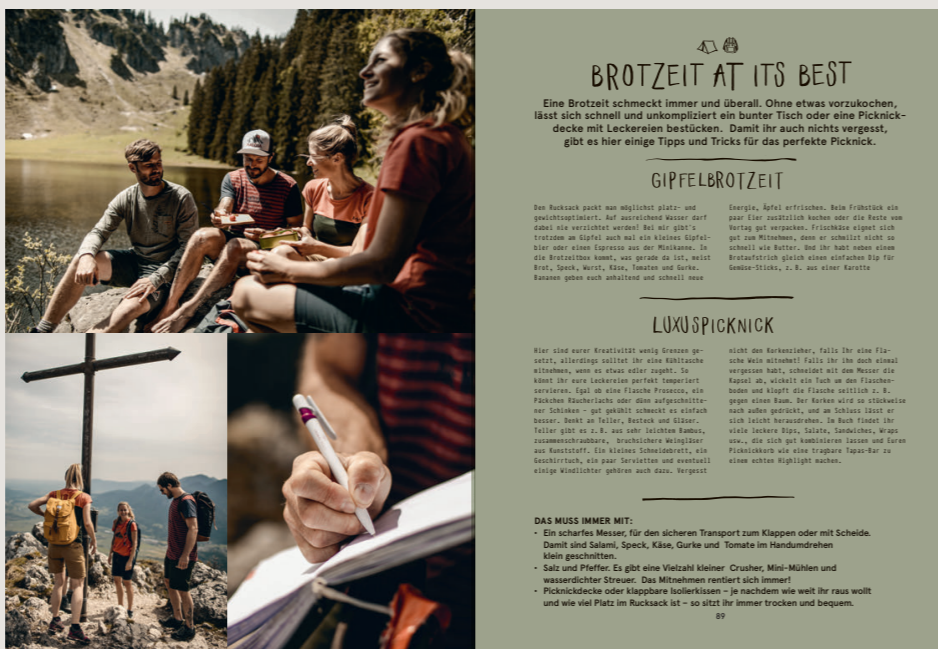 BROTZEIT AT ITS BEST
Eine Brotzeit schmeckt immer und überall. Ohne etwas vorzukochen,
lässt sich schnell und unkompliziert ein bunter Tisch oder eine Picknick-
decke mit Leckereien bestücken. Damit ihr auch nichts vergesst,
gibt es hier einige Tipps und Tricks für das perfekte Picknick.
GIPFELBROTZEIT
Den Rucksack packt man möglichst platz- und
gewichtsoptimiert. Auf ausreichend Wasser darf
dabei nie verzichtet werden! Bei mir gibt's
trotzdem am Gipfel auch mal ein kleines Gipfel-
bier oder einen Espresso aus der Minikanne. In
die Brotzeitbox kommt, was gerade da ist, meist
Brot, Speck, Wurst, Käse, Tomaten und Gurke.
Bananen geben euch anhaltend und schnell neue
Energie, Äpfel erfrischen. Beim Frühstück ein
paar Eier zusätzlich kochen oder die Reste vom
Vortag gut verpacken. Frischkäse eignet sich
gut zum Mitnehmen, denn er schmilzt nicht so
schnell wie Butter. Und ihr habt neben einem
Brotaufstrich gleich einen einfachen Dip für
Gemüse-Sticks, z.B. aus einer Karotte
LUXUSPICKNICK
Hier sind eurer Kreativität wenig Grenzen ge-
setzt, allerdings solltet ihr eine Kühltasche
mitnehmen, wenn es etwas edler zugeht. So
könnt ihr eure Leckereien perfekt temperiert
servieren. Egal ob eine Flasche Prosecco, ein
Päckchen Räucherlachs oder dünn aufgeschnitte-
ner Schinken - gut gekühlt schmeckt es einfach
besser. Denkt an Teller, Besteck und Gläser.
Teller gibt es z.B. aus sehr leichtem Bambus,
zusammenschraubbare, bruchsichere Weingläser
aus Kunststoff. Ein kleines Schneidebrett, ein
Geschirrtuch, ein paar Servietten und eventuell
einige Windlichter gehören auch dazu. Vergesst
nicht den Korkenzieher, falls Ihr eine Fla-
sche Wein mitnehmt! Falls ihr ihn doch einmal
vergessen habt, schneidet mit dem Messer die
Kapsel ab, wickelt ein Tuch um den Flaschen-
boden und klopft die Flasche seitlich z.B.
gegen einen Baum. Der Korken wird so stückweise
nach außen gedrückt, und am Schluss lässt er
sich leicht herausdrehen. Im Buch findet ihr
viele leckere Dips, Salate, Sandwiches, Wraps
usw., die sich gut kombinieren lassen und Euren
Picknickkorb wie eine tragbare Tapas-Bar zu
einem echten Highlight machen.
DAS MUSS IMMER MIT:
• Ein scharfes Messer, für den sicheren Transport zum Klappen oder mit Scheide.
Damit sind Salami, Speck, Käse, Gurke und Tomate im Handumdrehen
klein geschnitten.
• Salz und Pfeffer. Es gibt eine Vielzahl kleiner Crusher, Mini-Mühlen und
wasserdichter Streuer. Das Mitnehmen rentiert sich immer!
• Picknickdecke oder klappbare Isolierkissen – je nachdem wie weit ihr raus wollt
und wie viel Platz im Rucksack ist – so sitzt ihr immer trocken und bequem.
89